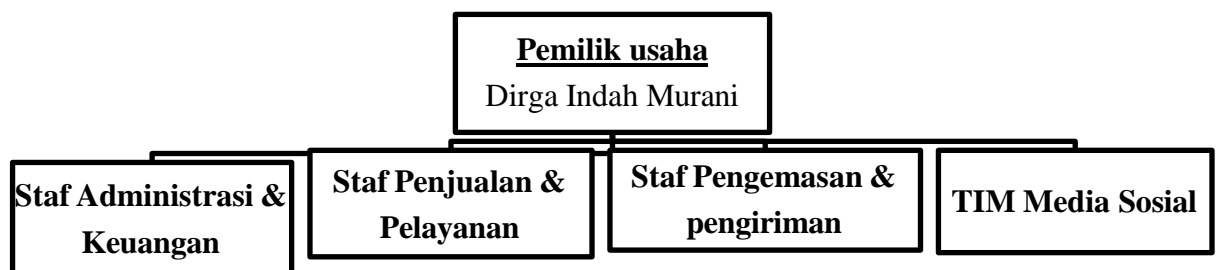 Pemilik usaha
Dirga Indah Murani
Staf Administrasi &
Keuangan
Staf Penjualan &
Pelayanan
Staf Pengemasan &
pengiriman
TIM Media Sosial